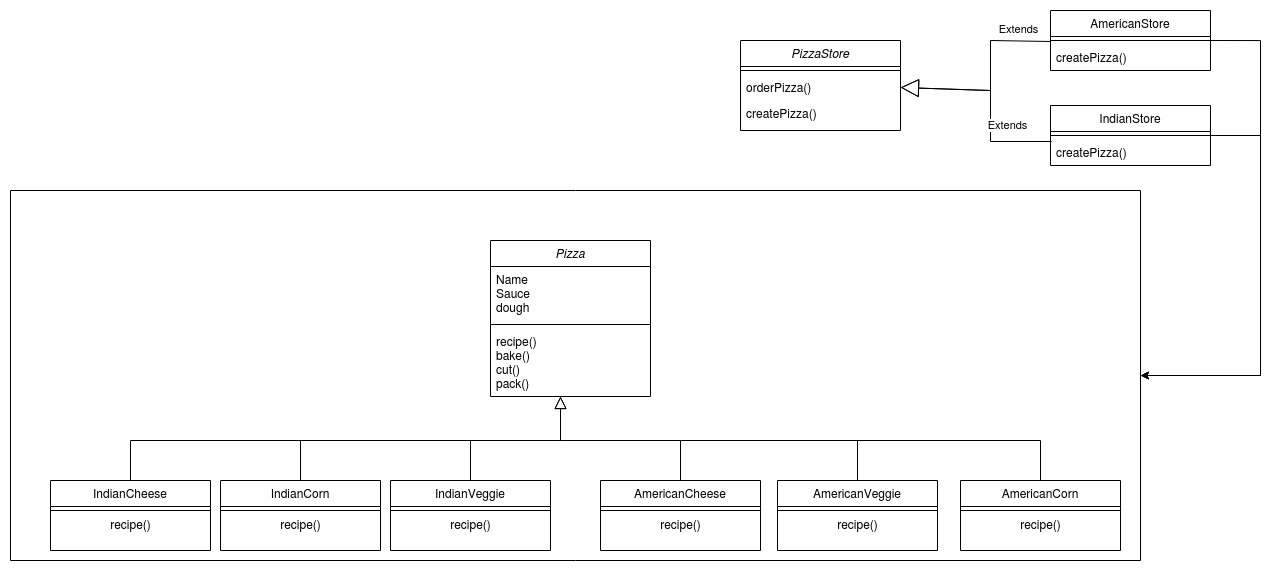 AmericanStore
Extends
createPizza()
PizzaStore
orderPizza()
createPizza()
IndianStore
Extends
createPizza()
Pizza
Name
Sauce
dough
recipe()
bake()
cut()
pack()
IndianCheese
recipe()
IndianCorn
recipe()
IndianVeggie
recipe()
AmericanCheese
recipe()
AmericanVeggie
recipe()
AmericanCorn
recipe()